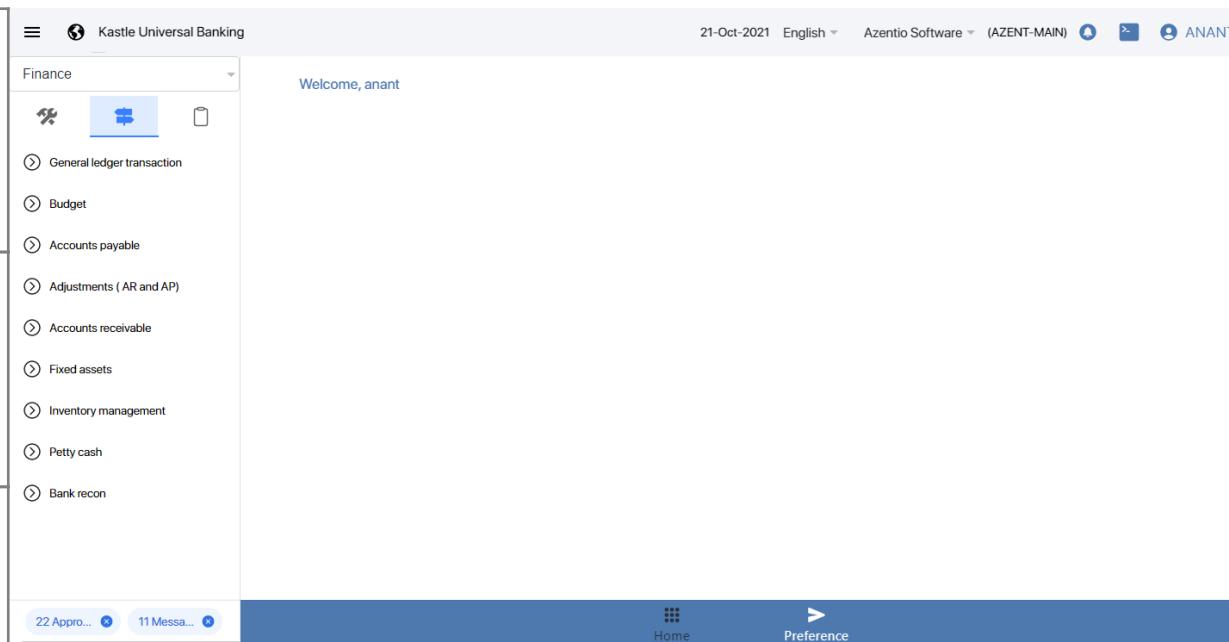 Kastle Universal Banking
21-Oct-2021 English Azentio Software (AZENT-MAIN) ANANT
Finance
Welcome, anant
General ledger transaction
Budget
Accounts payable
Adjustments ( AR and AP)
Accounts receivable
Fixed assets
Inventory management
Petty cash
Bank recon
22 Appro... 11 Messa...
Home Preference